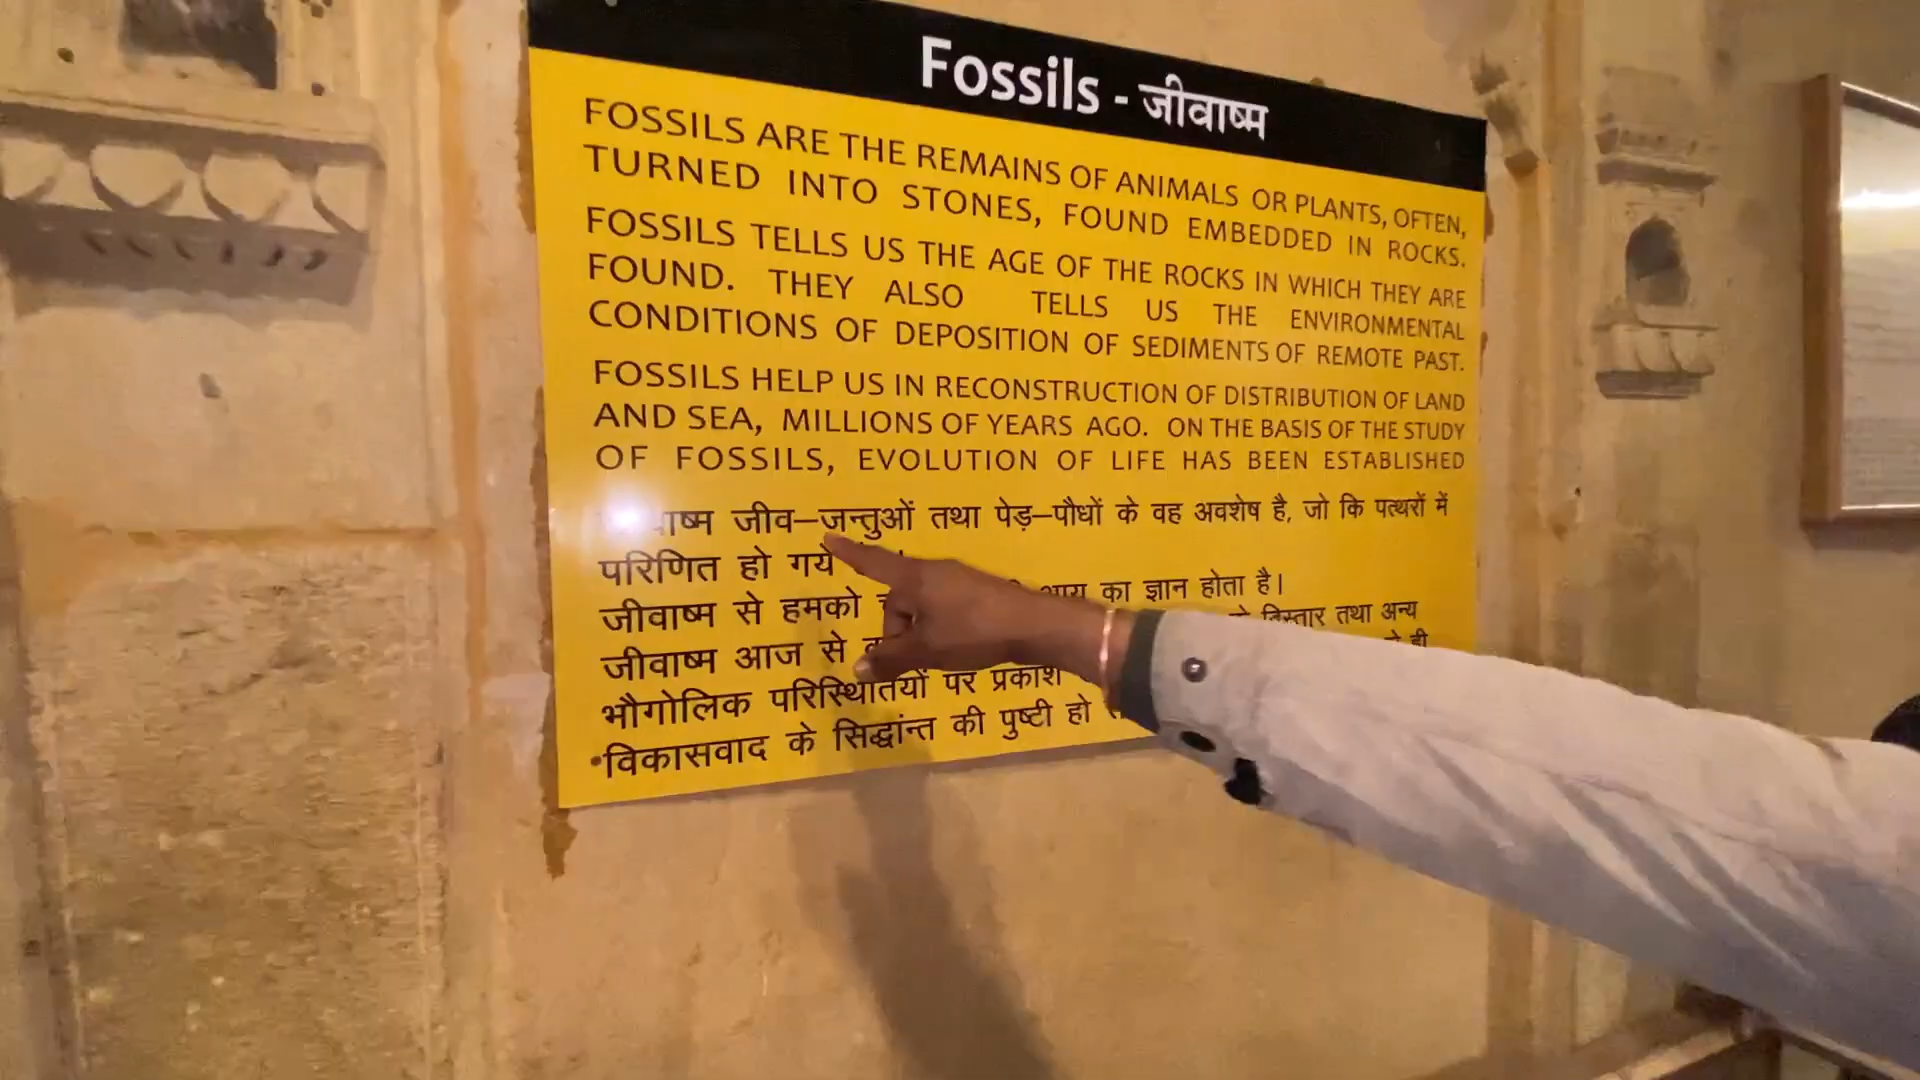 Fossils - जीवाष्म
FOSSILS ARE THE REMAINS OF ANIMALS OR PLANTS, OFTEN,
TURNED INTO STONES, FOUND EMBEDDED IN ROCKS.
FOSSILS TELLS US THE AGE OF THE ROCKS IN WHICH THEY ARE
FOUND. THEY ALSO TELLS US THE ENVIRONMENTAL
CONDITIONS OF DEPOSITION OF SEDIMENTS OF REMOTE PAST.
FOSSILS HELP US IN RECONSTRUCTION OF DISTRIBUTION OF LAND
AND SEA, MILLIONS OF YEARS AGO. ON THE BASIS OF THE STUDY
OF FOSSILS, EVOLUTION OF LIFE HAS BEEN ESTABLISHED
जीव–जन्तुओं तथा पेड़–पौधों के वह अवशेष है, जो कि पत्थरों में
परिणित हो गये
जीवाष्म से हमको का ज्ञान होता है।
जीवाष्म आज से विस्तार तथा अन्य
भौगोलिक परिस्थितियों पर प्रकाश ही
विकासवाद के सिद्धांन्त की पुष्टी हो